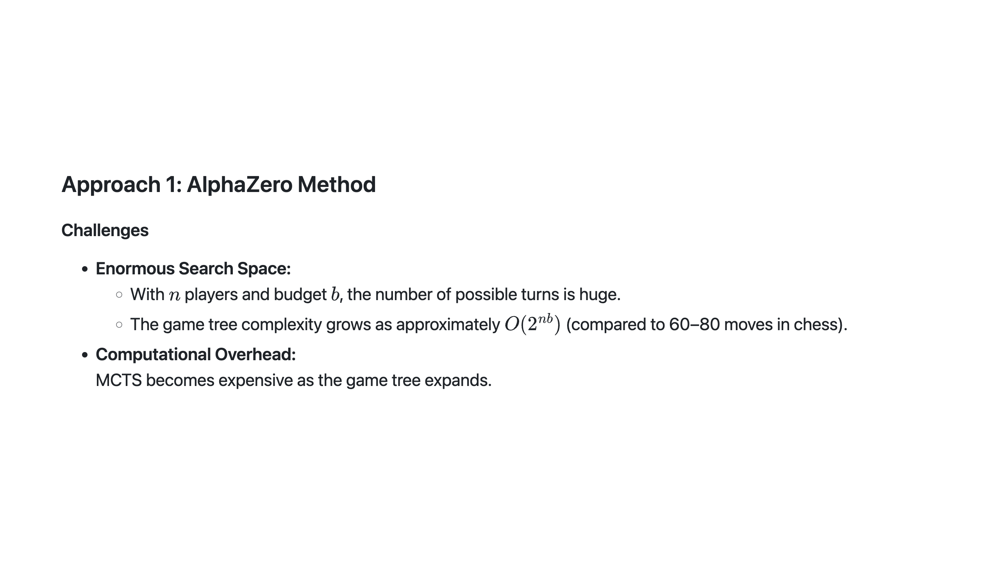 Approach 1: AlphaZero Method
Challenges
• Enormous Search Space:
○ With n players and budget b, the number of possible turns is huge.
○ The game tree complexity grows as approximately O(2^{nb}) (compared to 60–80 moves in chess).
• Computational Overhead:
MCTS becomes expensive as the game tree expands.